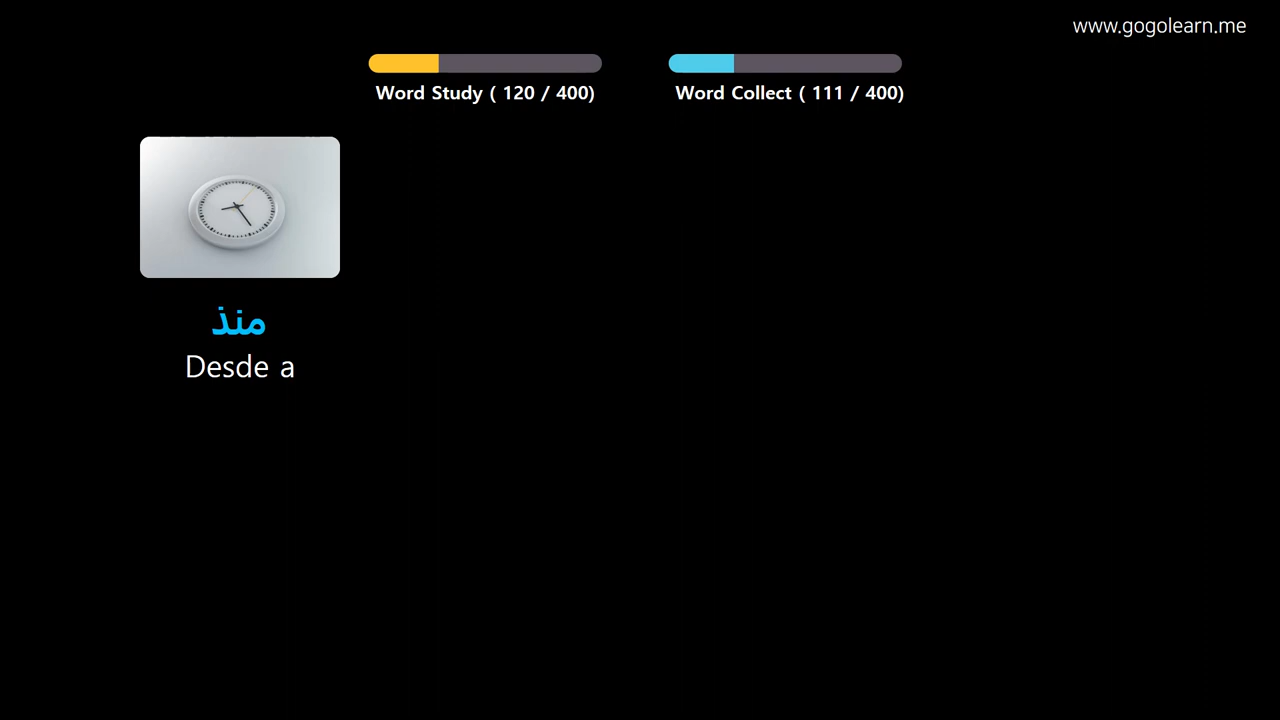 www.gogolearn.me
Word Study ( 120 / 400)
Word Collect ( 111 / 400)
منذ
Desde a